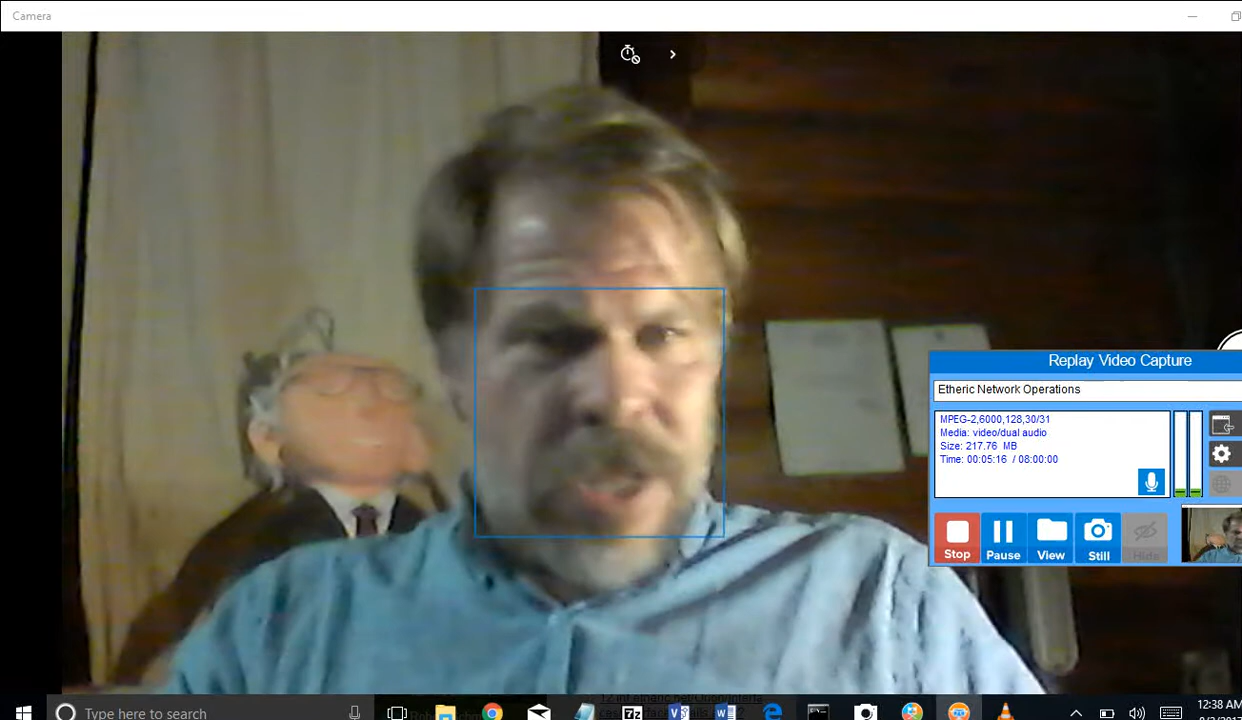 Camera
Replay Video Capture
Etheric Network Operations
MPEG-2,6000,128,30/31
Media: video/dual audio
Size: 217.76 MB
Time: 00:05:16 / 08:00:00
Stop
Pause
View
Still
Hide
12:38 AM
Type here to search